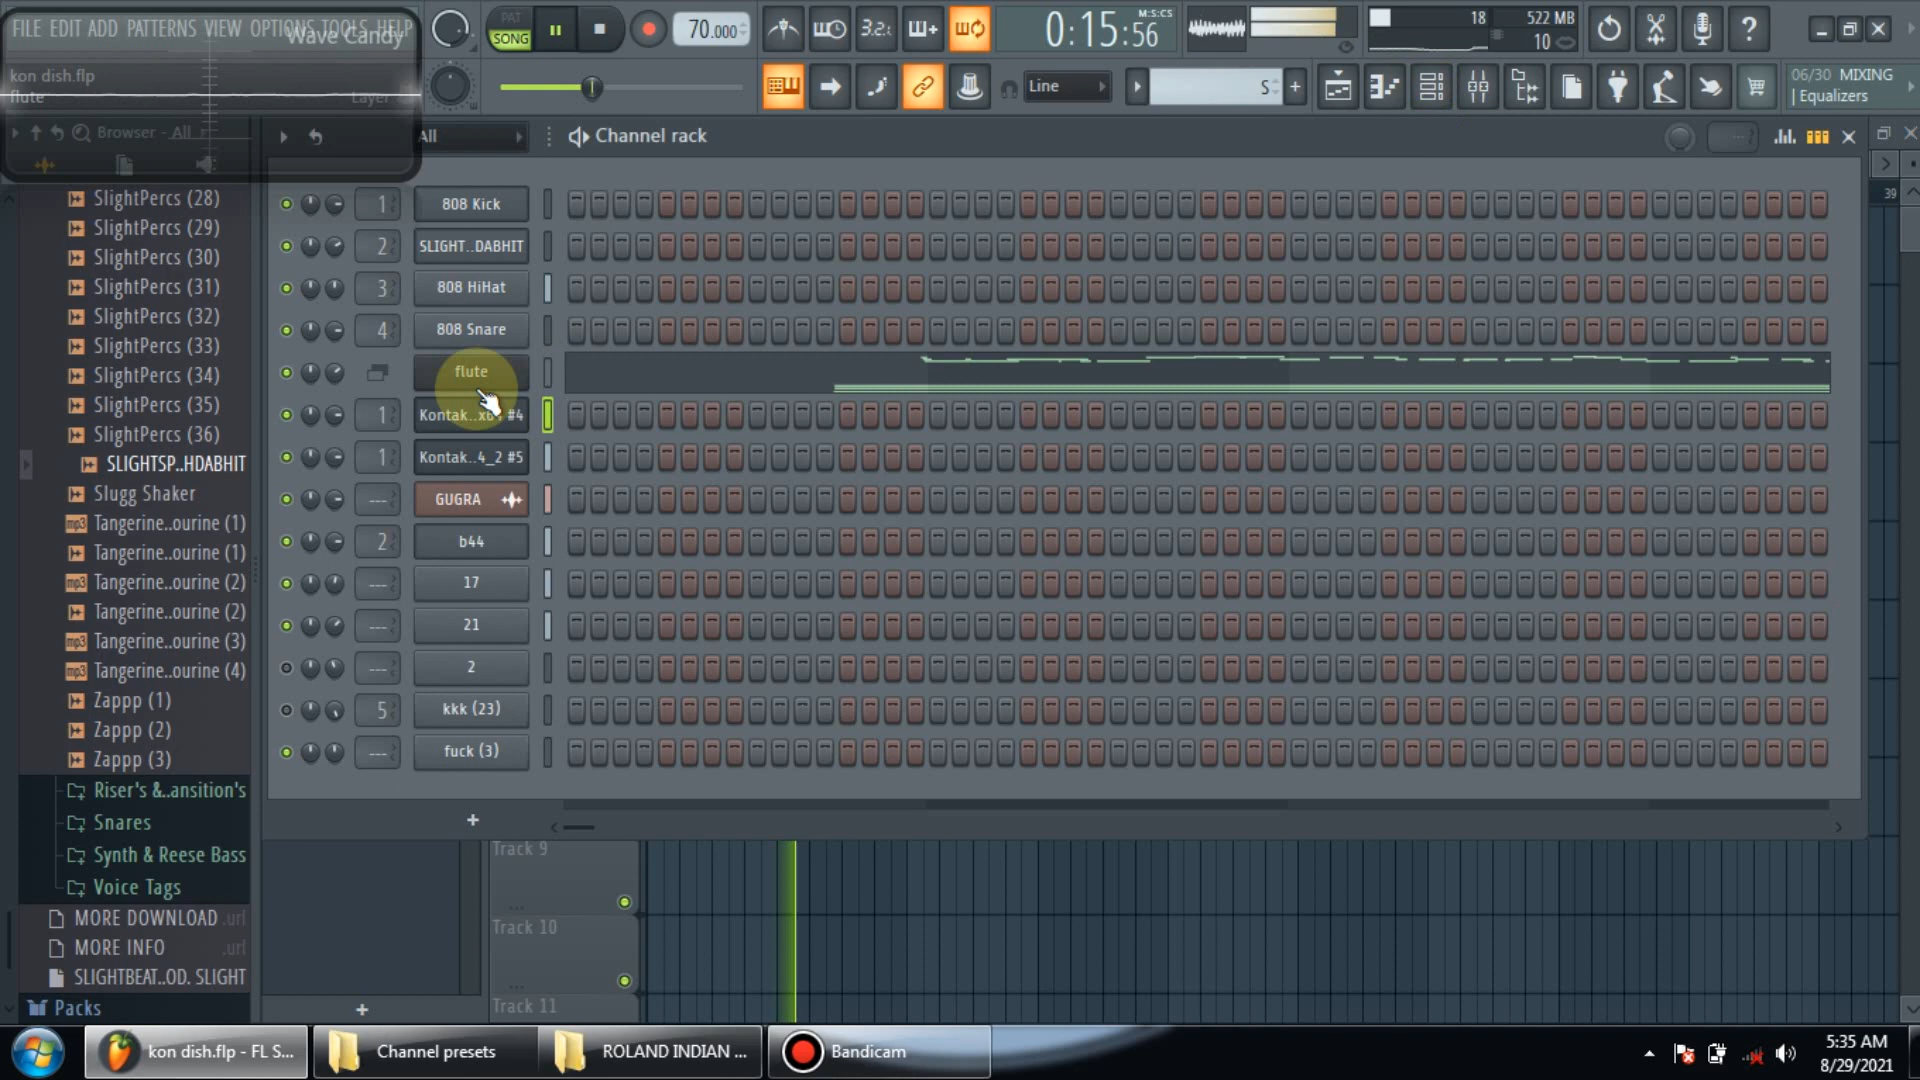 FILE EDIT ADD PATTERNS VIEW OPTIONS TOOLS HELP
Wave Candy
kon dish.flp
flute
Layer
PAT
SONG
70.000
3.2.
0:15:56
M:S:CS
18
522 MB
10
Line
S
06/30 MIXING
| Equalizers
Browser - All
All
Channel rack
39
SlightPercs (28)
SlightPercs (29)
SlightPercs (30)
SlightPercs (31)
SlightPercs (32)
SlightPercs (33)
SlightPercs (34)
SlightPercs (35)
SlightPercs (36)
SLIGHTSP..HDABHIT
Slugg Shaker
mp3 Tangerine..ourine (1)
Tangerine..ourine (1)
mp3 Tangerine..ourine (2)
Tangerine..ourine (2)
mp3 Tangerine..ourine (3)
mp3 Tangerine..ourine (4)
Zappp (1)
Zappp (2)
Zappp (3)
Riser's &..ansition's
Snares
Synth & Reese Bass
Voice Tags
MORE DOWNLOAD .url
MORE INFO .url
SLIGHTBEAT..OD. SLIGHT
Packs
1 808 Kick
2 SLIGHT..DABHIT
3 808 HiHat
4 808 Snare
flute
1 Kontak..x64 #4
1 Kontak..4_2 #5
--- GUGRA
2 b44
--- 17
--- 21
--- 2
5 kkk (23)
--- fuck (3)
Track 9
Track 10
Track 11
kon dish.flp - FL S...
Channel presets
ROLAND INDIAN ...
Bandicam
5:35 AM
8/29/2021